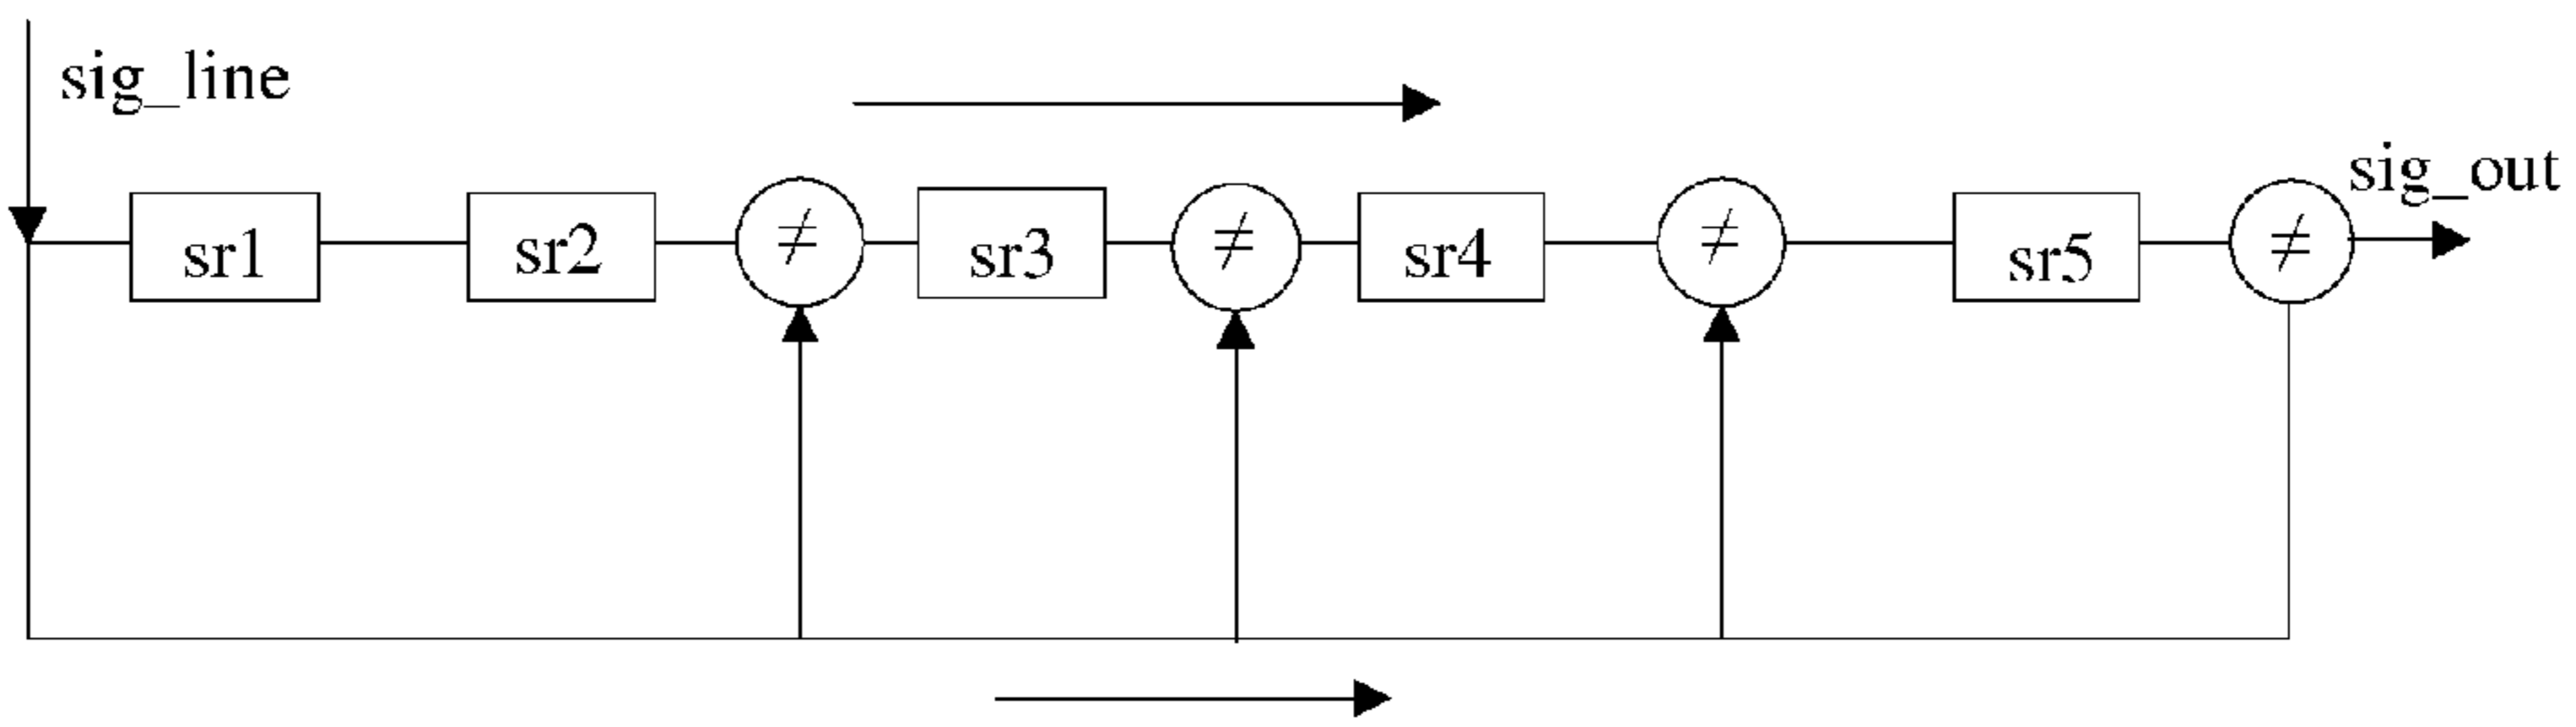 sig_line
sig_out
sr1 sr2 ≠ sr3 ≠ sr4 ≠ sr5 ≠